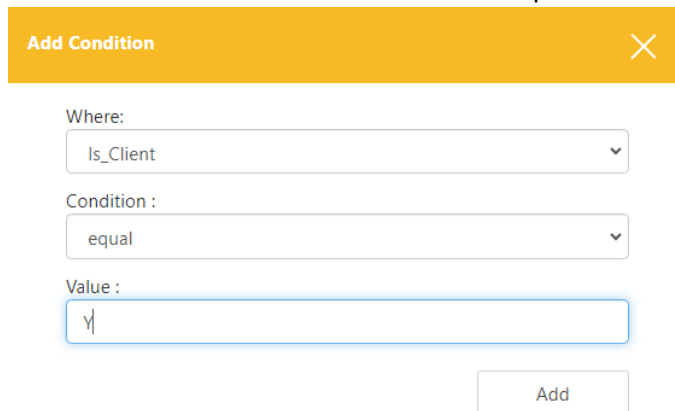 Add Condition
Where:
Is_Client
Condition :
equal
Value :
Y
Add